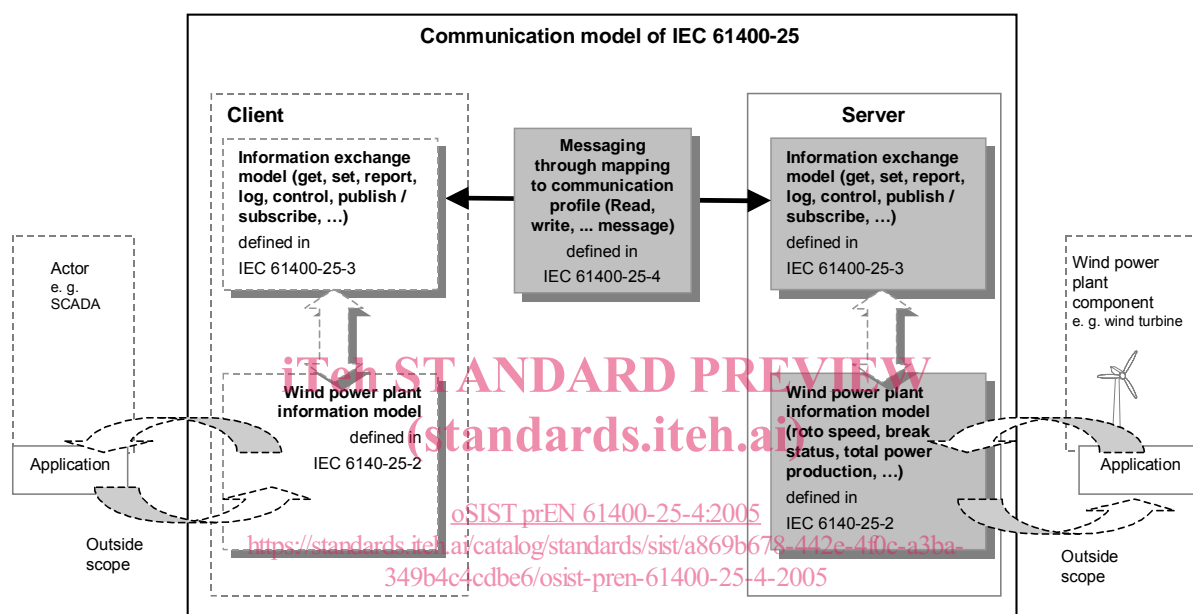 Communication model of IEC 61400-25
Client
Information exchange
model (get, set, report,
log, control, publish /
subscribe, …)
defined in
IEC 61400-25-3
Wind power plant
information model
defined in
IEC 6140-25-2
Messaging
through mapping
to communication
profile (Read,
write, ... message)
defined in
IEC 61400-25-4
Server
Information exchange
model (get, set, report,
log, control, publish /
subscribe, …)
defined in
IEC 61400-25-3
Wind power plant
information model
(roto speed, break
status, total power
production, …)
defined in
IEC 6140-25-2
Actor
e. g.
SCADA
Application
Outside
scope
Wind power
plant
component
e. g. wind turbine
Application
Outside
scope
iTeh STANDARD PREVIEW
(standards.iteh.ai)
oSIST prEN 61400-25-4:2005
https://standards.iteh.ai/catalog/standards/sist/a869b678-442e-4f0c-a3ba-
349b4c4cdbe6/osist-pren-61400-25-4-2005